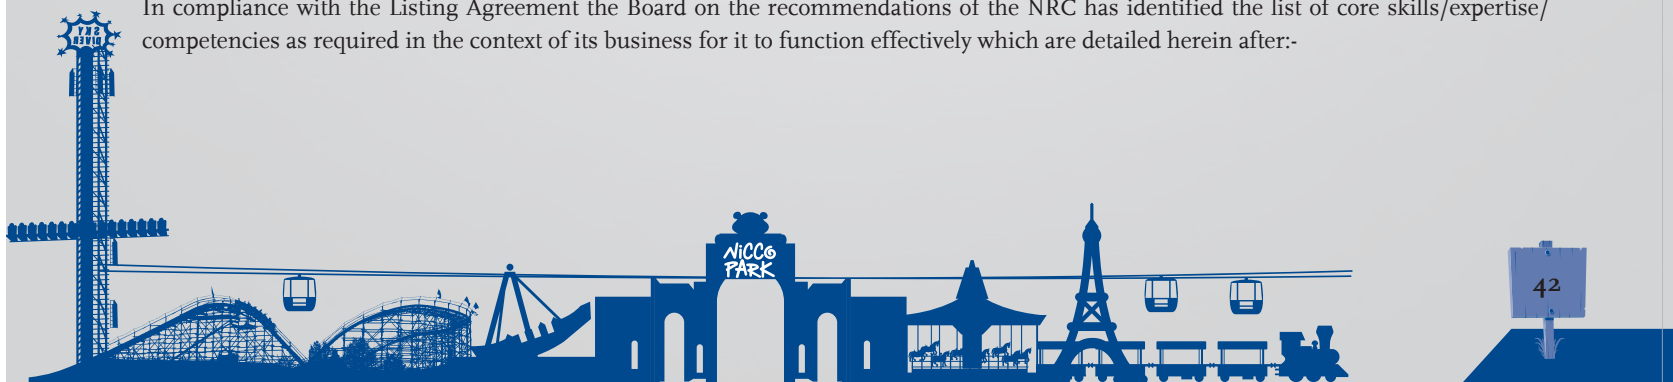 In compliance with the Listing Agreement the Board on the recommendations of the NRC has identified the list of core skills/expertise/
competencies as required in the context of its business for it to function effectively which are detailed herein after:-
SKY
DIVER
NICCO
PARK
42